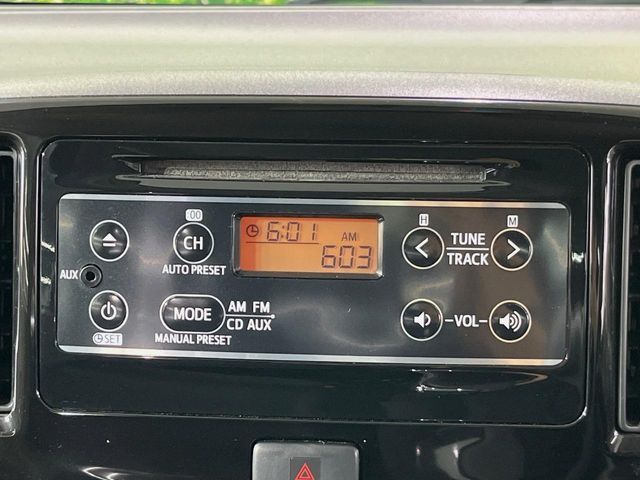 :00
H
M
6:01
AM
603
CH
AUTO PRESET
TUNE
TRACK
AUX
MODE
AM FM
CD AUX
MANUAL PRESET
VOL
SET